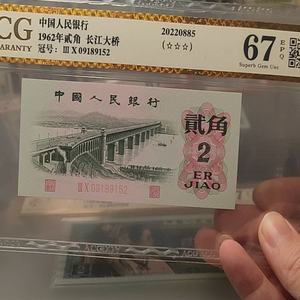 CG
ARANTY
中国人民银行
1962年贰角 长江大桥
冠号: Ⅲ Ⅹ 09189152
20220885
(☆☆☆)
67
EPQ
Superb Gem Unc
中国人民银行
贰角
2
ER
JIAO
ⅢⅩ 09189152